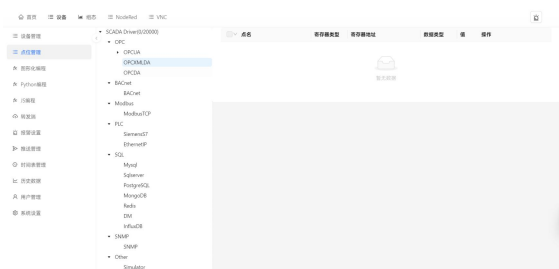 首页 设备 组态 NodeRed VNC
设备管理
点位管理
图形化编程
Python编程
JS编程
转发端
报警设置
推送管理
时间表管理
历史数据
用户管理
系统设置
SCADA Driver(0/20000)
OPC
OPCUA
OPCXMLDA
OPCDA
BACnet
BACnet
Modbus
ModbusTCP
PLC
SiemensS7
EthernetIP
SQL
Mysql
Sqlserver
PostgreSQL
MongoDB
Redis
DM
InfluxDB
SNMP
SNMP
Other
Simulator
点名 寄存器类型 寄存器地址 数据类型 值 操作
暂无数据